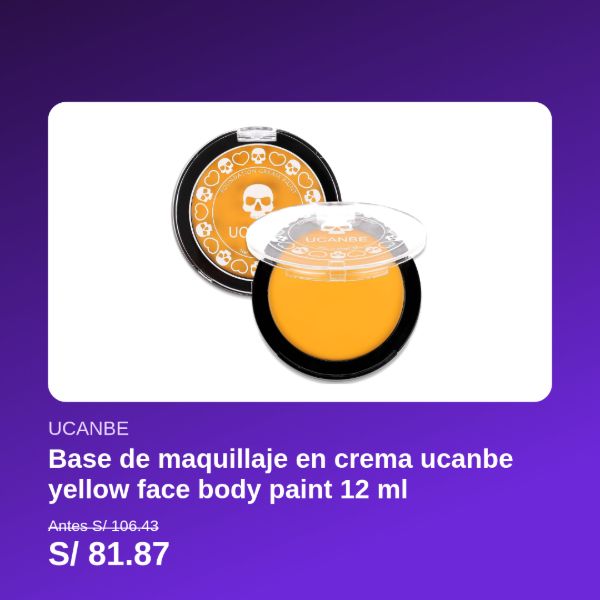 UCANBE
UCANBE
Base de maquillaje en crema ucanbe
yellow face body paint 12 ml
Antes S/ 106.43
S/ 81.87